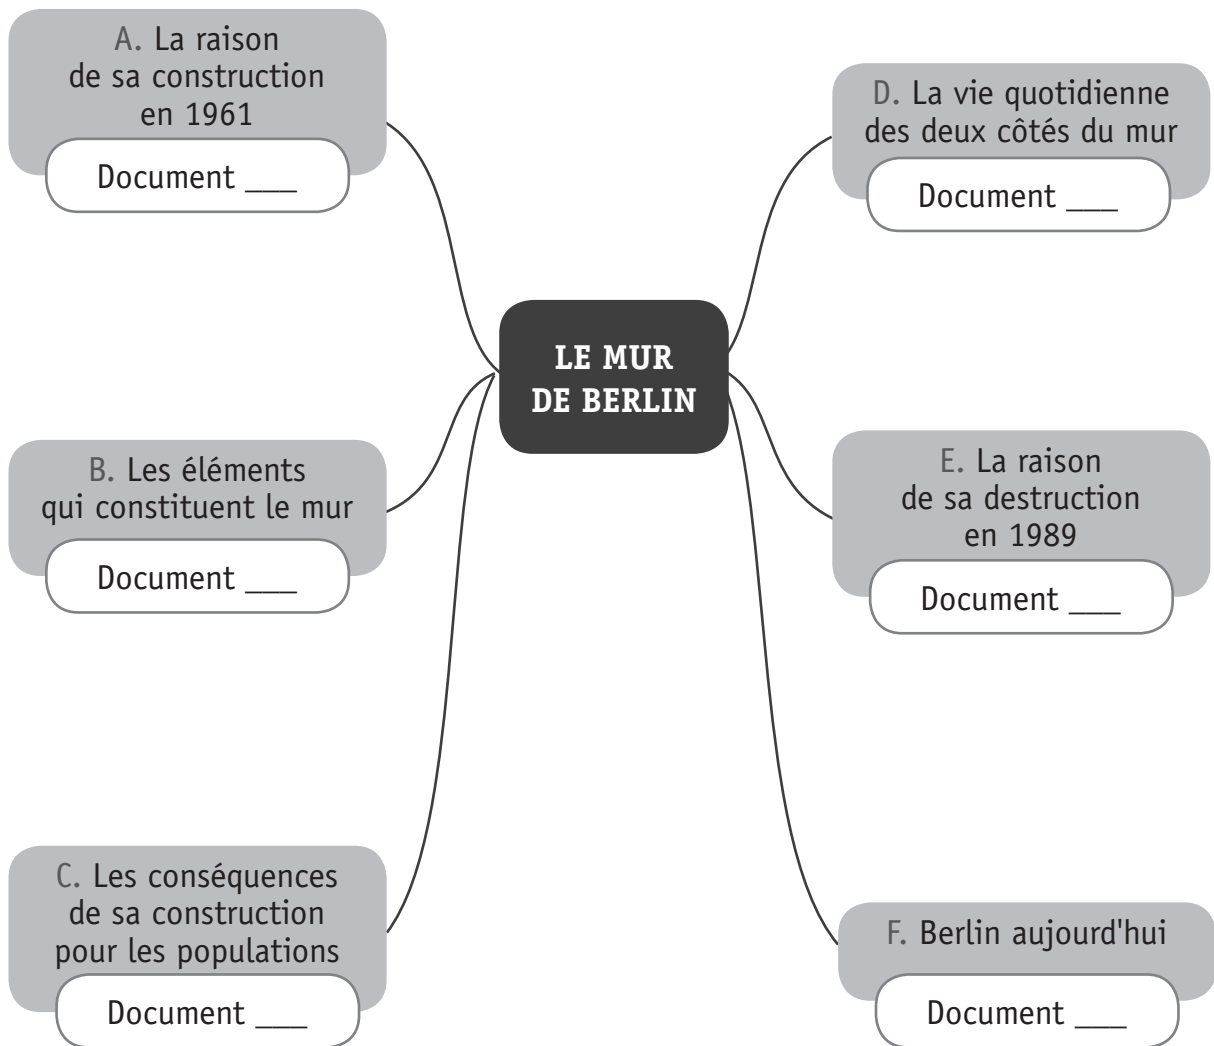 A. La raison
de sa construction
en 1961
Document ___
B. Les éléments
qui constituent le mur
Document ___
C. Les conséquences
de sa construction
pour les populations
Document ___
LE MUR
DE BERLIN
D. La vie quotidienne
des deux côtés du mur
Document ___
E. La raison
de sa destruction
en 1989
Document ___
F. Berlin aujourd'hui
Document ___